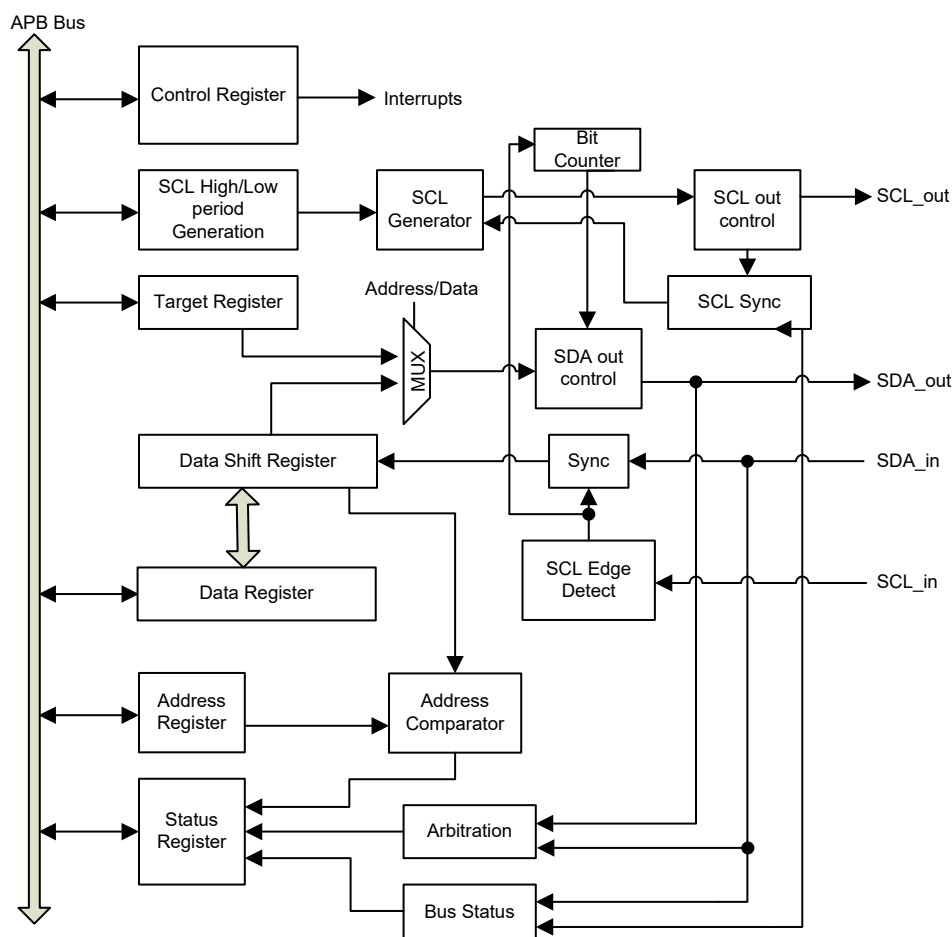 APB Bus
Control Register
Interrupts
Bit
Counter
SCL High/Low
period
Generation
SCL
Generator
SCL out
control
SCL_out
Target Register
Address/Data
SCL Sync
MUX
SDA out
control
SDA_out
Data Shift Register
Sync
SDA_in
SCL Edge
Detect
SCL_in
Data Register
Address
Register
Address
Comparator
Status
Register
Arbitration
Bus Status